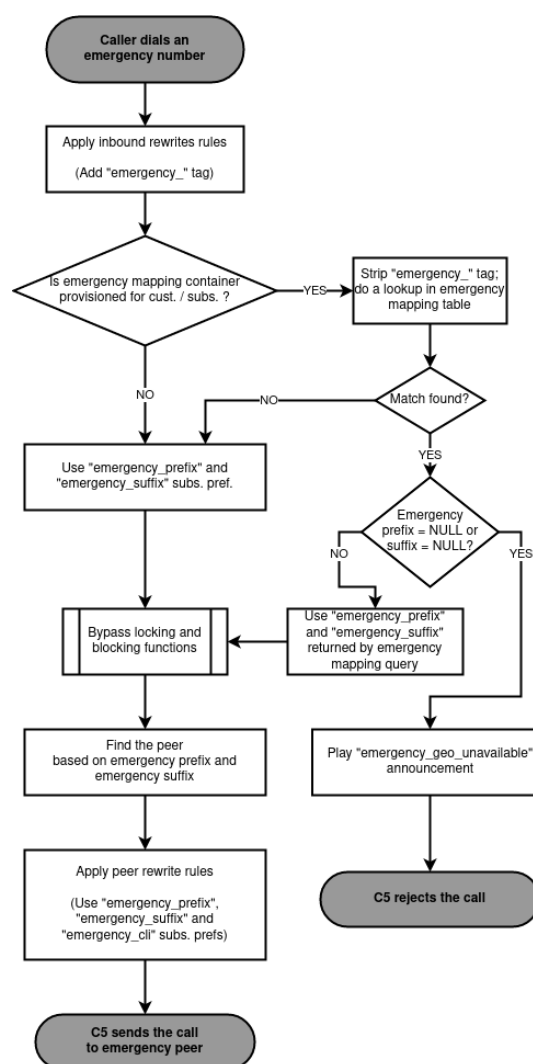 Caller dials an
emergency number
Apply inbound rewrites rules
(Add "emergency_" tag)
Is emergency mapping container
provisioned for cust. / subs. ?
YES
Strip "emergency_" tag;
do a lookup in emergency
mapping table
NO
NO
Match found?
YES
Use "emergency_prefix" and
"emergency_suffix" subs. pref.
Emergency
prefix = NULL or
suffix = NULL?
NO
YES
Bypass locking and
blocking functions
Use "emergency_prefix"
and "emergency_suffix"
returned by emergency
mapping query
Find the peer
based on emergency prefix and
emergency suffix
Play "emergency_geo_unavailable"
announcement
Apply peer rewrite rules
(Use "emergency_prefix",
"emergency_suffix" and
"emergency_cli" subs. prefs)
C5 rejects the call
C5 sends the call
to emergency peer